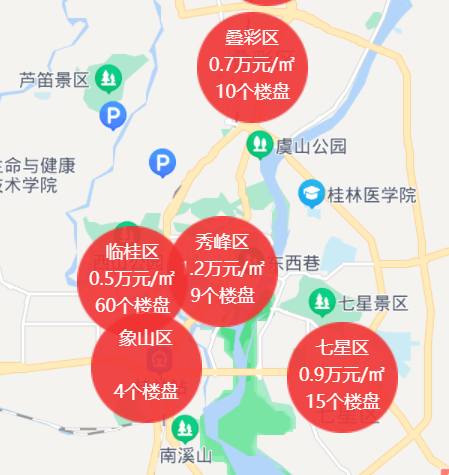 叠彩区
0.7万元/㎡
10个楼盘
芦笛景区
P
虞山公园
P
生命与健康
技术学院
桂林医学院
秀峰区
1.2万元/㎡
9个楼盘
东西巷
临桂区
0.5万元/㎡
60个楼盘
七星景区
象山区
4个楼盘
七星区
0.9万元/㎡
15个楼盘
南溪山